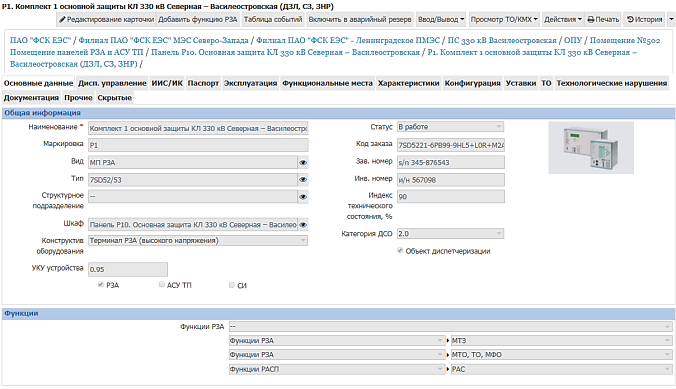 Р1. Комплект 1 основной защиты КЛ 330 кВ Северная – Василеостровская (ДЗЛ, СЗ, ЗНР)
Редактирование карточки Добавить функцию РЗА Таблица событий Включить в аварийный резерв Ввод/Вывод Просмотр ТО/КМХ Действия Печать История
ПАО "ФСК ЕЭС" / Филиал ПАО "ФСК ЕЭС" МЭС Северо-Запада / Филиал ПАО "ФСК ЕЭС" - Ленинградское ПМЭС / ПС 330 кВ Василеостровская / ОПУ / Помещение №502
Помещение панелей РЗА и АСУ ТП / Панель Р10. Основная защита КЛ 330 кВ Северная – Василеостровская / Р1. Комплект 1 основной защиты КЛ 330 кВ Северная –
Василеостровская (ДЗЛ, СЗ, ЗНР) /
Основные данные Дисп. управление ИИС/ИК Паспорт Эксплуатация Функциональные места Характеристики Конфигурация Уставки ТО Технологические нарушения
Документация Прочие Скрытые
Общая информация
Наименование * Комплект 1 основной защиты КЛ 330 кВ Северная – Василеостро
Маркировка Р1
Вид МП РЗА
Тип 7SD52/53
Структурное
подразделение --
Шкаф Панель Р10. Основная защита КЛ 330 кВ Северная – Василео
Конструктив
оборудования Терминал РЗА (высокого напряжения)
УКУ устройства 0.95
РЗА АСУ ТП СИ
Статус В работе
Код заказа 7SD5221-6PB99-9HL5+L0R+M2A
Зав. номер s/n 345-876543
Инв. номер и/н 567098
Индекс
технического
состояния, % 90
Категория ДСО 2.0
Объект диспетчеризации
Функции
Функции РЗА --
Функции РЗА МТЗ
Функции РЗА МТО, ТО, МФО
Функции РАСП РАС